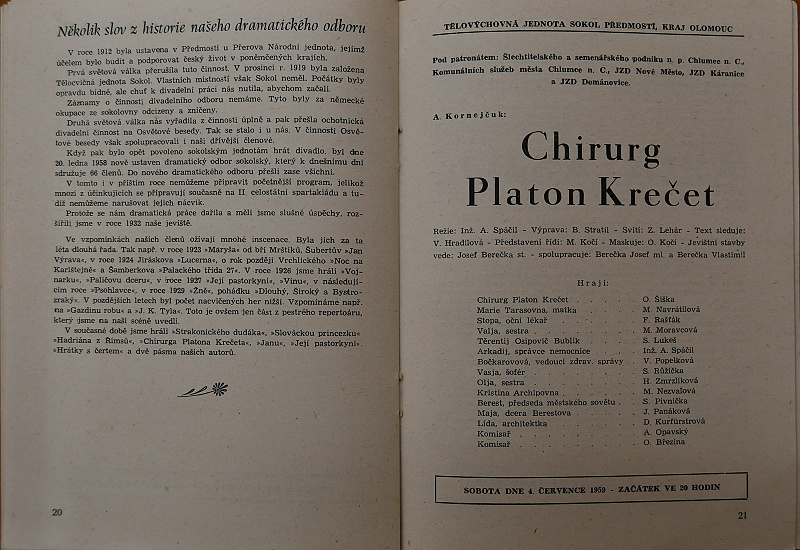 Několik slov z historie našeho dramatického odboru
V roce 1912 byla ustavena v Předmostí u Přerova Národní jednota, jejímž
účelem bylo budit a podporovat český život v poněmčených krajích.
Prvá světová válka přerušila tuto činnost. V prosinci r. 1919 byla založena
Tělocvičná jednota Sokol. Vlastních místností však Sokol neměl. Počátky byly
opravdu bídné, ale chuť k divadelní práci nás nutila, abychom začali.
Záznamy o činnosti divadelního odboru nemáme. Tyto byly za německé
okupace ze sokolovny odcizeny a zničeny.
Druhá světová válka nás vyřadila z činnosti úplně a pak přešla ochotnická
divadelní činnost na Osvětové besedy. Tak se stalo i u nás. V činnosti Osvě-
tové besedy však spolupracovali i naši dřívější členové.
Když pak bylo opět povoleno sokolským jednotám hrát divadlo, byl dne
20. ledna 1958 nově ustaven dramatický odbor sokolský, který k dnešnímu dni
sdružuje 66 členů. Do nového dramatického odboru přešli zase všichni.
V tomto i v příštím roce nemůžeme připravit početnější program, jelikož
mnozí z účinkujících se připravují současně na II. celostátní spartakiádu a tu-
díž nemůžeme narušovat jejich nácvik.
Protože se nám dramatická práce dařila a měli jsme slušné úspěchy, roz-
šířili jsme v roce 1932 naše jeviště.
Ve vzpomínkách našich členů ožívají mnohé inscenace. Byla jich za ta
léta dlouhá řada. Tak např. v roce 1923 »Maryša« od bří Mrštíků, Šubertův »Jan
Výrava«, v roce 1924 Jiráskova »Lucerna«, o rok později Vrchlického »Noc na
Karlštejně« a Šamberkova »Palackého třída 27«. V roce 1926 jsme hráli »Voj-
narku«, »Paličovu dceru«, v roce 1927 »Její pastorkyni«, »Vinu«, v následují-
cím roce »Psohlavce«, v roce 1929 »Žně«, pohádku »Dlouhý, Široký a Bystro-
zraký« V pozdějších letech byl počet nacvičených her nižší. Vzpomínáme např.
na »Gazdinu robu« a »J. K. Tyla«. Toto je ovšem jen část z pestrého repertoáru,
který jsme na naší scéně uvedli.
V současné době jsme hráli »Strakonického dudáka«, »Slováckou princezku«
»Hadriána z Římsů«, »Chirurga Platona Krečeta«, »Janu«, »Její pastorkyni«.
»Hrátky s čertem« a dvě pásma našich autorů.
20
TĚLOVÝCHOVNÁ JEDNOTA SOKOL PŘEDMOSTÍ, KRAJ OLOMOUC
Pod patronátem: Šlechtitelského a semenářského podniku n. p. Chlumec n. C.,
Komunálních služeb města Chlumce n. C., JZD Nové Město, JZD Káranice
a JZD Dománovice.
A. Kornejčuk:
Chirurg
Platon Krečet
Režie: Inž. A. Spáčil - Výprava: B. Stratil - Svítí: Z. Lehár - Text sleduje:
V. Hradilová - Představení řídí: M. Kočí - Maskuje: O. Kočí - Jevištní stavby
vede: Josef Berečka st. - spolupracuje: Berečka Josef ml. a Berečka Vlastimil
Hrají:
Chirurg Platon Krečet . . . . O. Šiška
Marie Tarasovna, matka . . . . M. Navrátilová
Stopa, oční lékař . . . . . F. Rašťák
Valja, sestra . . . . . . M. Moravcová
Těrentij Osipovič Bublik . . . . S. Lukeš
Arkadij, správce nemocnice . . . Inž. A. Spáčil
Bočkarovová, vedoucí zdrav. správy . . V. Popelková
Vasja, šofér . . . . . . S. Růžička
Olja, sestra . . . . . . H. Zmrzlíková
Kristina Archipovna . . . . . M. Nezvalová
Berest, předseda městského sovětu . . S. Pivnička
Maja, dcera Berestova . . . . J. Panáková
Lída, architektka . . . . . D. Kurfürstrová
Komisař . . . . . . . A. Opavský
Komisař . . . . . . . O. Březina
SOBOTA DNE 4. ČERVENCE 1959 - ZAČÁTEK VE 20 HODIN
21